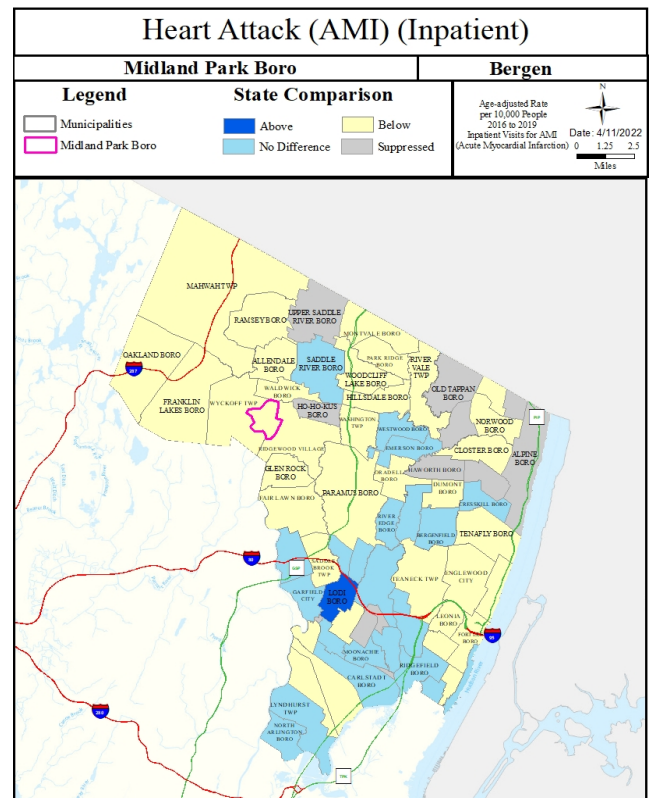 Heart Attack (AMI) (Inpatient)
Midland Park Boro
Bergen
Legend
Municipalities
Midland Park Boro
State Comparison
Above
Below
No Difference
Suppressed
Age-adjusted Rate
per 10,000 People
2016 to 2019
Inpatient Visits for AMI
(Acute Myocardial Infarction)
N
Date: 4/11/2022
0 1.25 2.5
Miles
MAHWAH TWP
RAMSEY BORO
UPPER SADDLE
RIVER BORO
MONTVALE BORO
OAKLAND BORO
ALLENDALE
BORO
SADDLE
RIVER BORO
PARK RIDGE
BORO
RIVER
VALE
TWP
WOODCLIFF
LAKE BORO
OLD TAPPAN
BORO
287
FRANKLIN
LAKES BORO
WYCKOFF TWP
WALDWICK
BORO
HILLSDALE BORO
HO-HO-KUS
BORO
WASHINGTON
TWP
WESTWOOD BORO
NORWOOD
BORO
RIDGEWOOD VILLAGE
EMERSON BORO
CLOSTER BORO
ALPINE
BORO
GLEN ROCK
BORO
ORADELL
BORO
HAWORTH BORO
DUMONT
BORO
FAIR LAWN BORO
PARAMUS BORO
CRESSKILL BORO
RIVER
EDGE
BORO
BERGENFIELD
BORO
TENAFLY BORO
80
GSP
SADDLE
BROOK
TWP
TEANECK TWP
ENGLEWOOD
CITY
GARFIELD
CITY
LODI
BORO
LEONIA
BORO
FORT LEE
BORO
95
MOONACHIE
BORO
RIDGEFIELD
BORO
CARLSTADT
BORO
LYNDHURST
TWP
NORTH
ARLINGTON
BORO
280